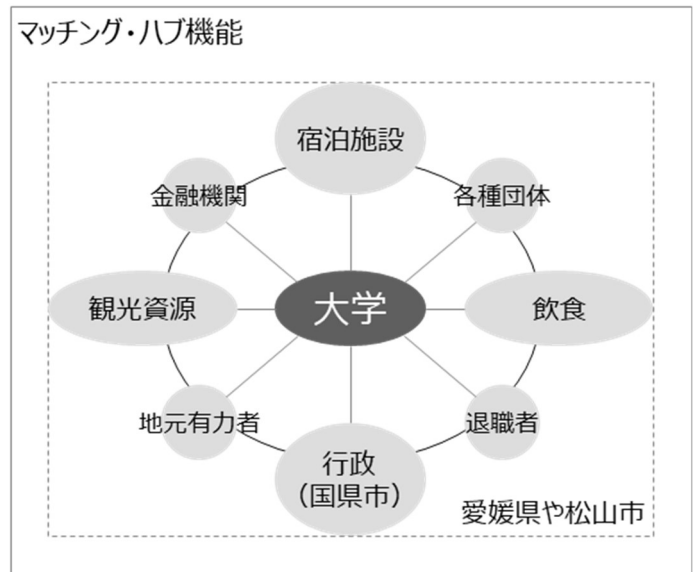 マッチング・ハブ機能
宿泊施設
金融機関
各種団体
観光資源
大学
飲食
地元有力者
退職者
行政
（国県市）
愛媛県や松山市